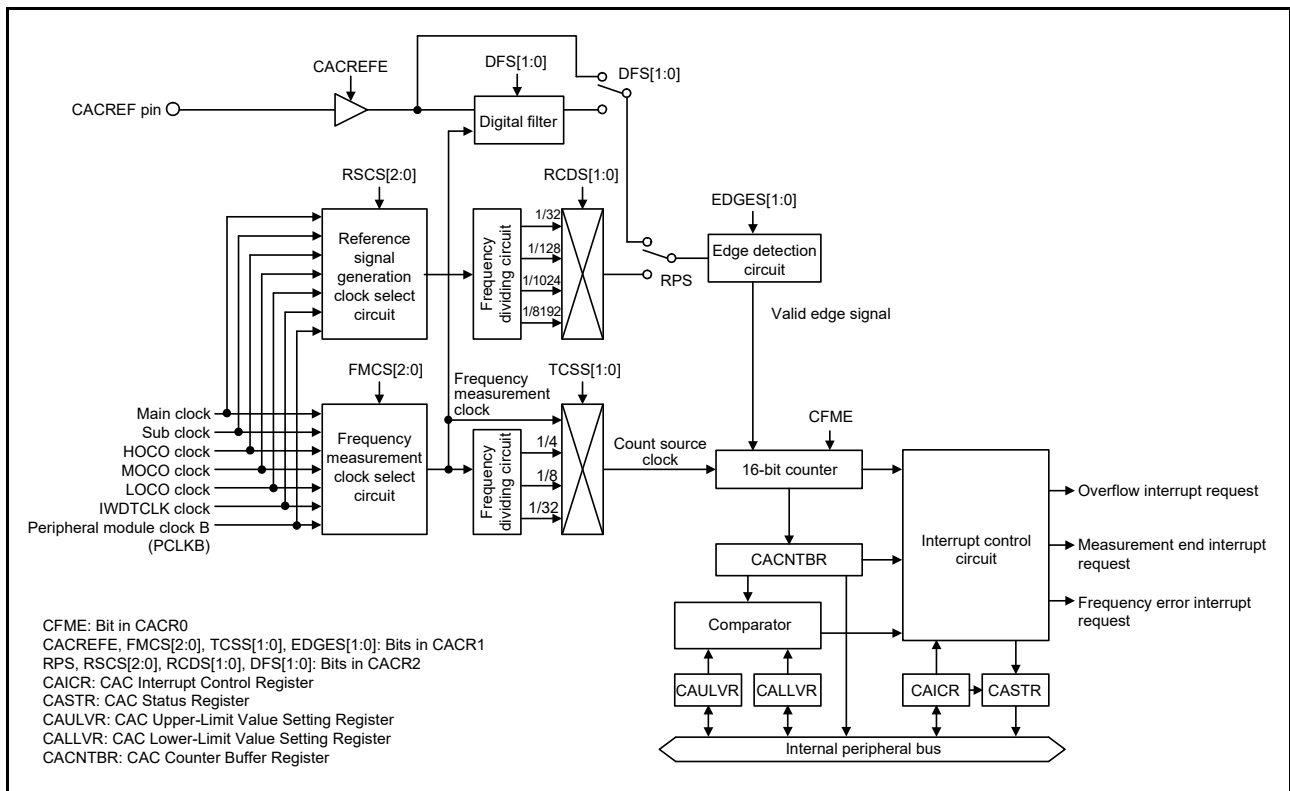 CACREFE
DFS[1:0]
DFS[1:0]
CACREF pin
Digital filter
RSCS[2:0]
RCDS[1:0]
EDGES[1:0]
Reference
signal
generation
clock select
circuit
Frequency
dividing circuit
1/32
1/128
1/1024
1/8192
RPS
Edge detection
circuit
Valid edge signal
FMCS[2:0]
Frequency
measurement
clock
TCSS[1:0]
Main clock
Sub clock
HOCO clock
MOCO clock
LOCO clock
IWDTCLK clock
Peripheral module clock B
(PCLKB)
Frequency
measurement
clock select
circuit
Frequency
dividing circuit
1/4
1/8
1/32
Count source
clock
CFME
16-bit counter
CACNTBR
Comparator
CAULVR
CALLVR
Interrupt control
circuit
CAICR
CASTR
Overflow interrupt request
Measurement end interrupt
request
Frequency error interrupt
request
Internal peripheral bus
CFME: Bit in CACR0
CACREFE, FMCS[2:0], TCSS[1:0], EDGES[1:0]: Bits in CACR1
RPS, RSCS[2:0], RCDS[1:0], DFS[1:0]: Bits in CACR2
CAICR: CAC Interrupt Control Register
CASTR: CAC Status Register
CAULVR: CAC Upper-Limit Value Setting Register
CALLVR: CAC Lower-Limit Value Setting Register
CACNTBR: CAC Counter Buffer Register